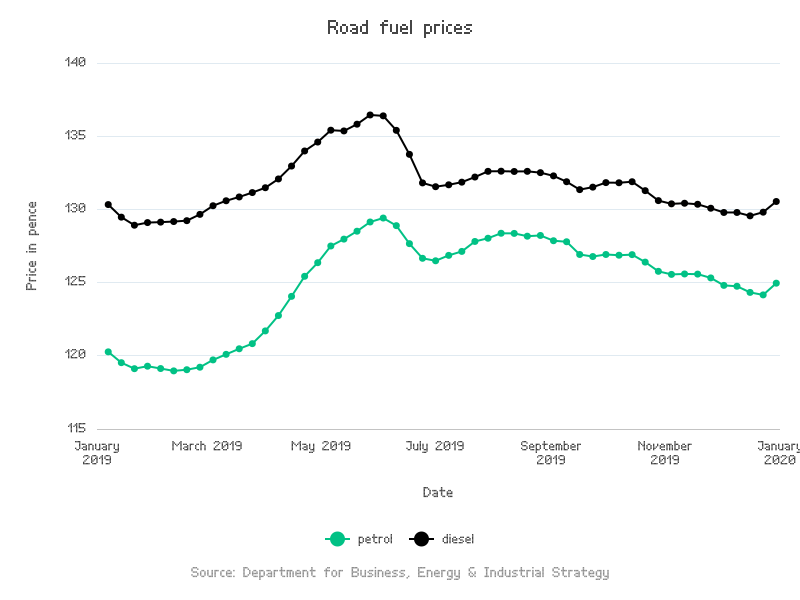 Road fuel prices
140
135
130
125
120
115
Price in pence
January 2019
March 2019
May 2019
July 2019
September 2019
November 2019
January 2020
Date
petrol
diesel
Source: Department for Business, Energy & Industrial Strategy